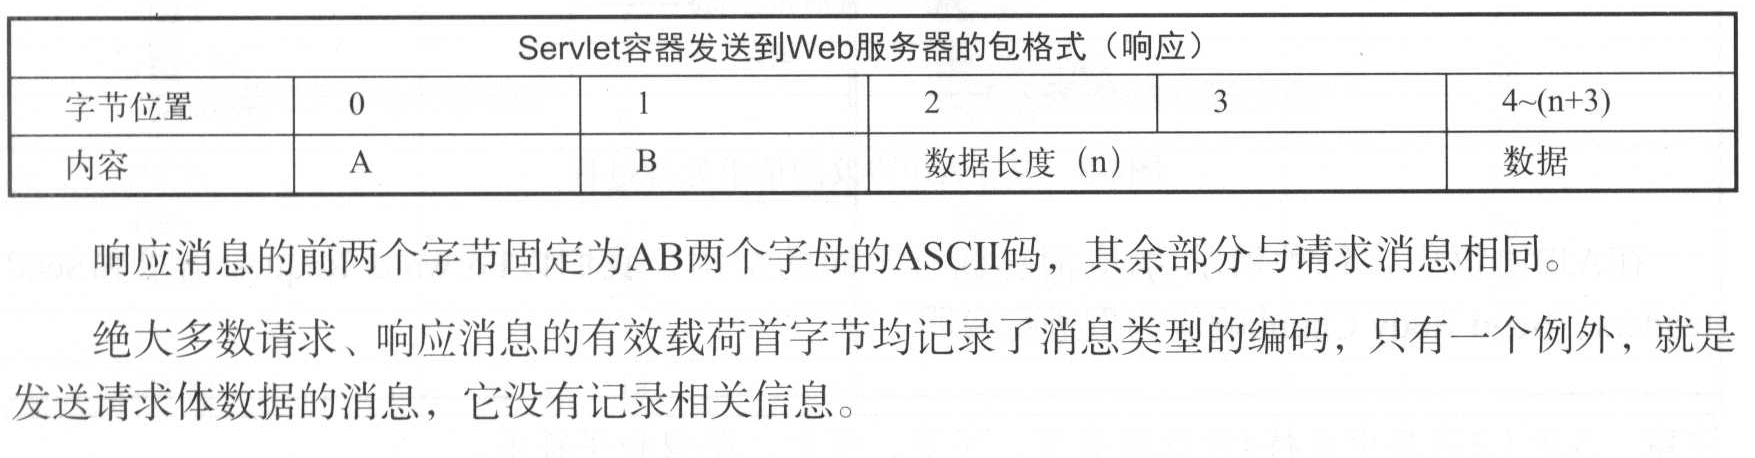 Servlet容器发送到Web服务器的包格式（响应）
字节位置 0 1 2 3 4~(n+3)
内容 A B 数据长度（n） 数据
响应消息的前两个字节固定为AB两个字母的ASCII码，其余部分与请求消息相同。
绝大多数请求、响应消息的有效载荷首字节均记录了消息类型的编码，只有一个例外，就是
发送请求体数据的消息，它没有记录相关信息。